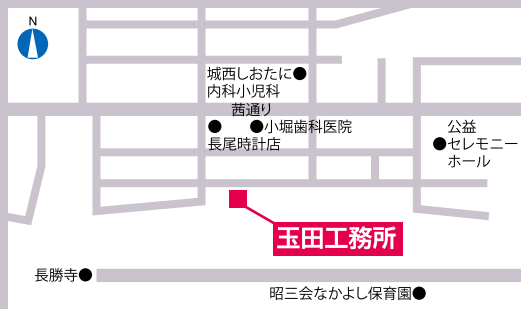 N
城西しおたに
内科小児科
茜通り
小堀歯科医院
長尾時計店
公益
セレモニー
ホール
玉田工務所
長勝寺
昭三会なかよし保育園